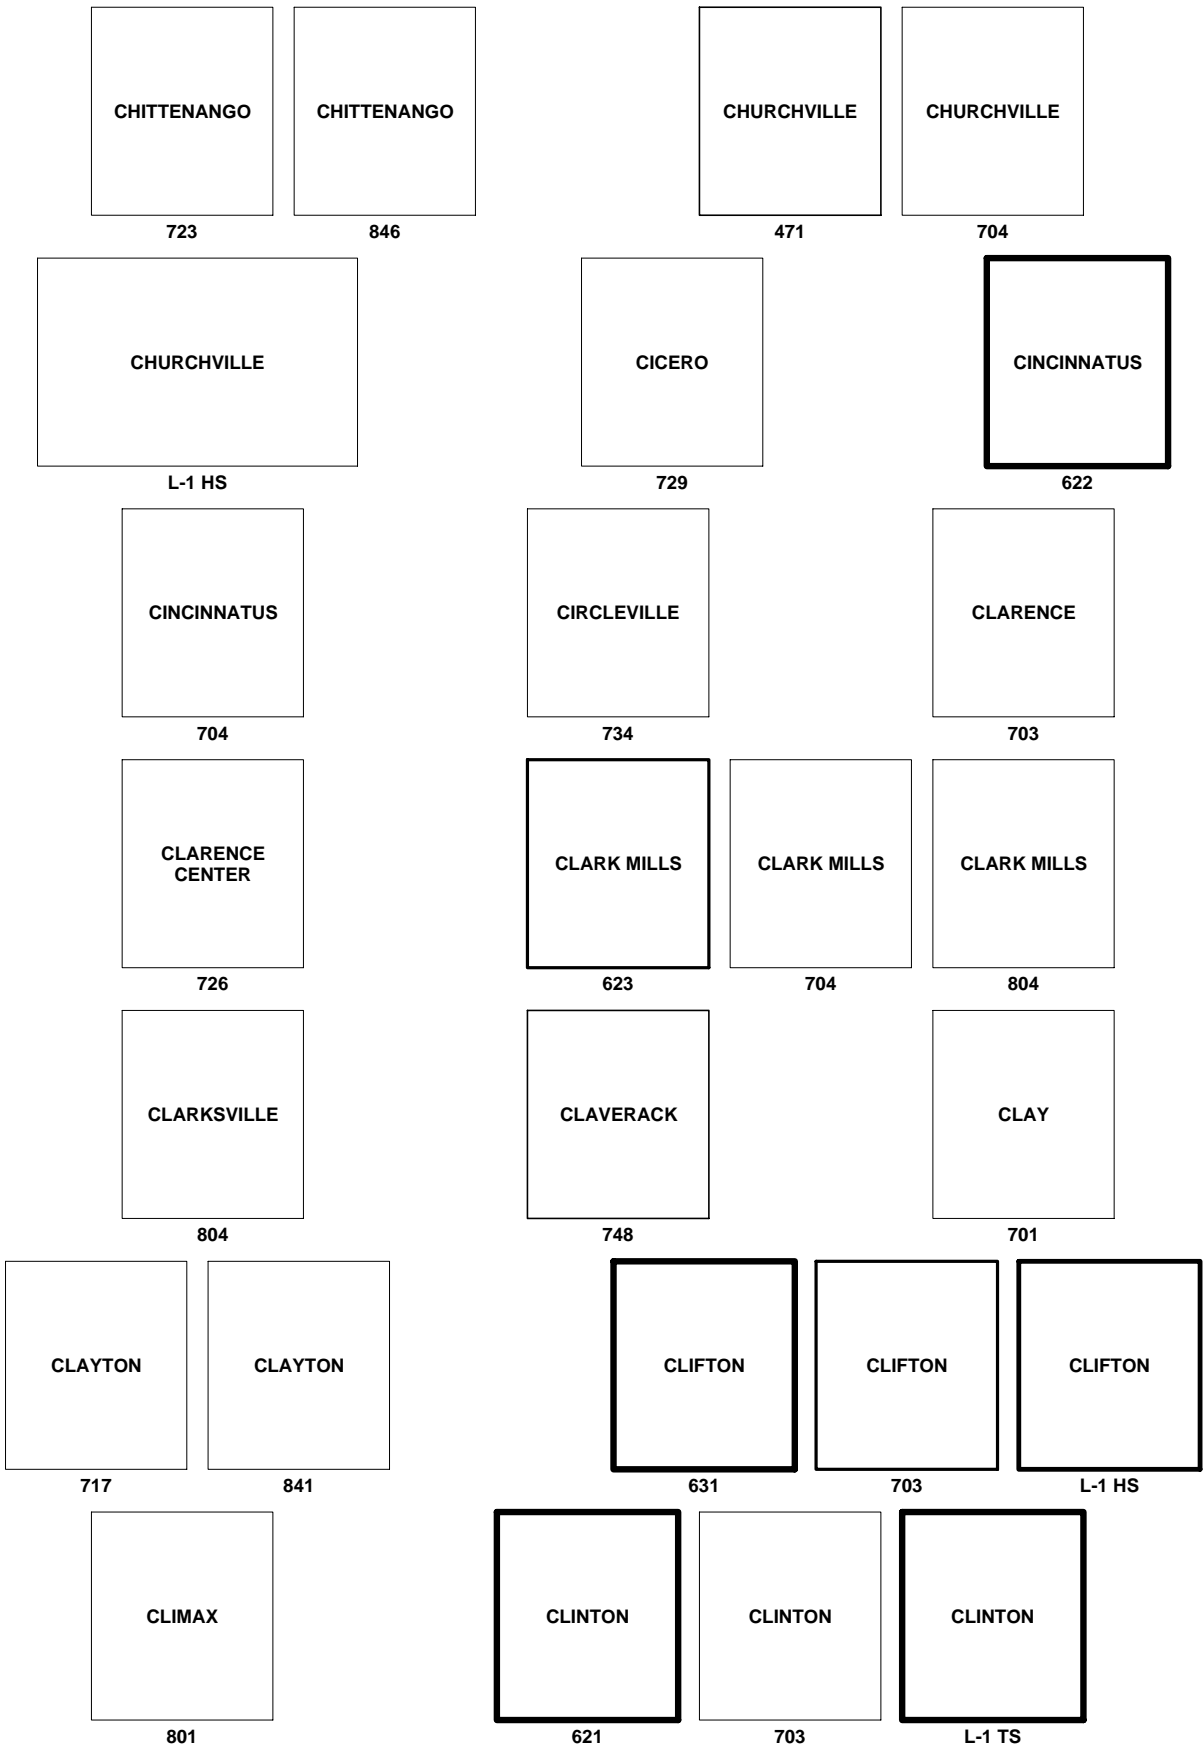 CHITTENANGO
CHITTENANGO
CHURCHVILLE
CHURCHVILLE
723
846
471
704
CHURCHVILLE
CICERO
CINCINNATUS
L-1 HS
729
622
CINCINNATUS
CIRCLEVILLE
CLARENCE
704
734
703
CLARENCE
CENTER
CLARK MILLS
CLARK MILLS
CLARK MILLS
726
623
704
804
CLARKSVILLE
CLAVERACK
CLAY
804
748
701
CLAYTON
CLAYTON
CLIFTON
CLIFTON
CLIFTON
717
841
631
703
L-1 HS
CLIMAX
CLINTON
CLINTON
CLINTON
801
621
703
L-1 TS